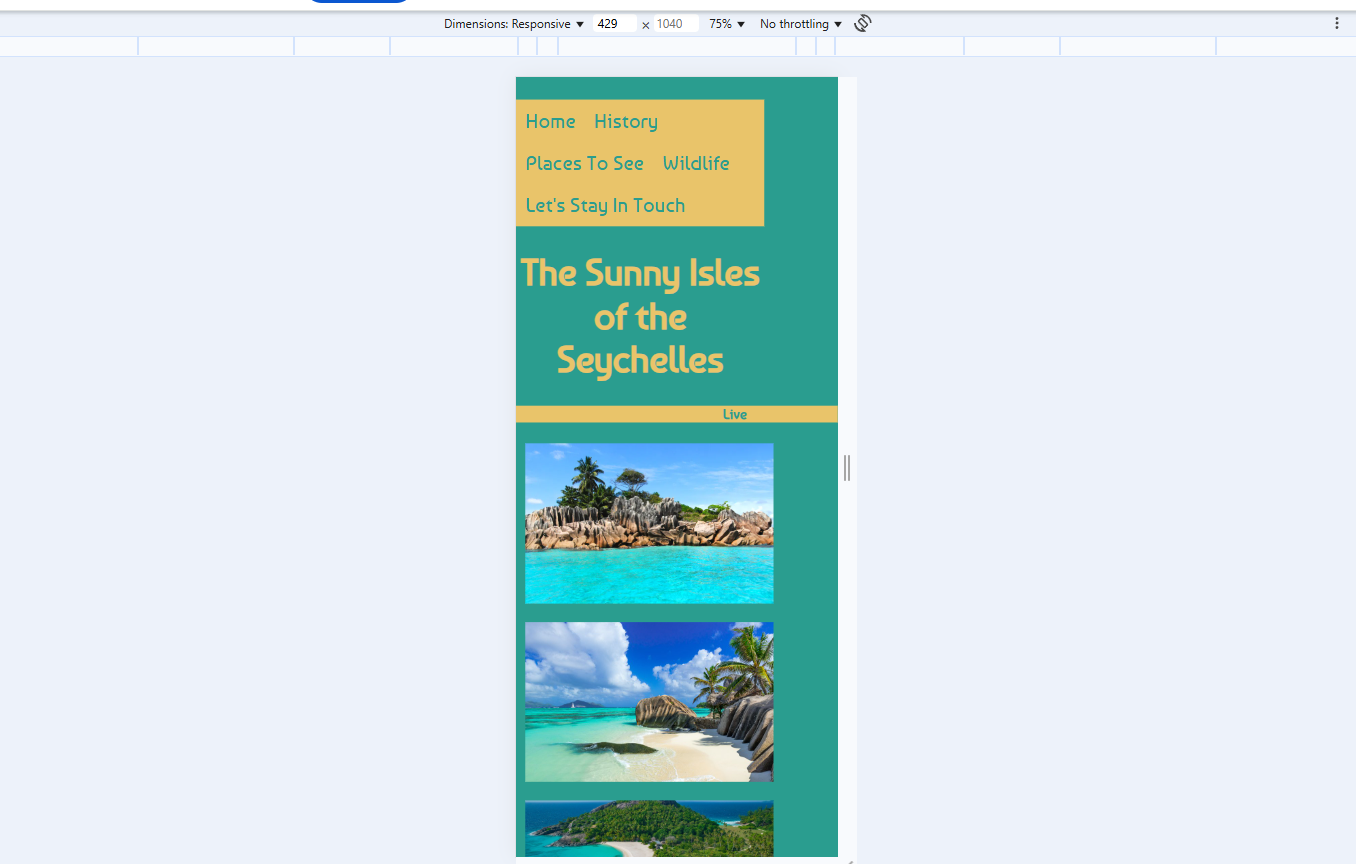 Dimensions: Responsive ▼ 429 × 1040 75% ▼ No throttling ▼
Home History
Places To See Wildlife
Let's Stay In Touch
The Sunny Isles
of the
Seychelles
Live